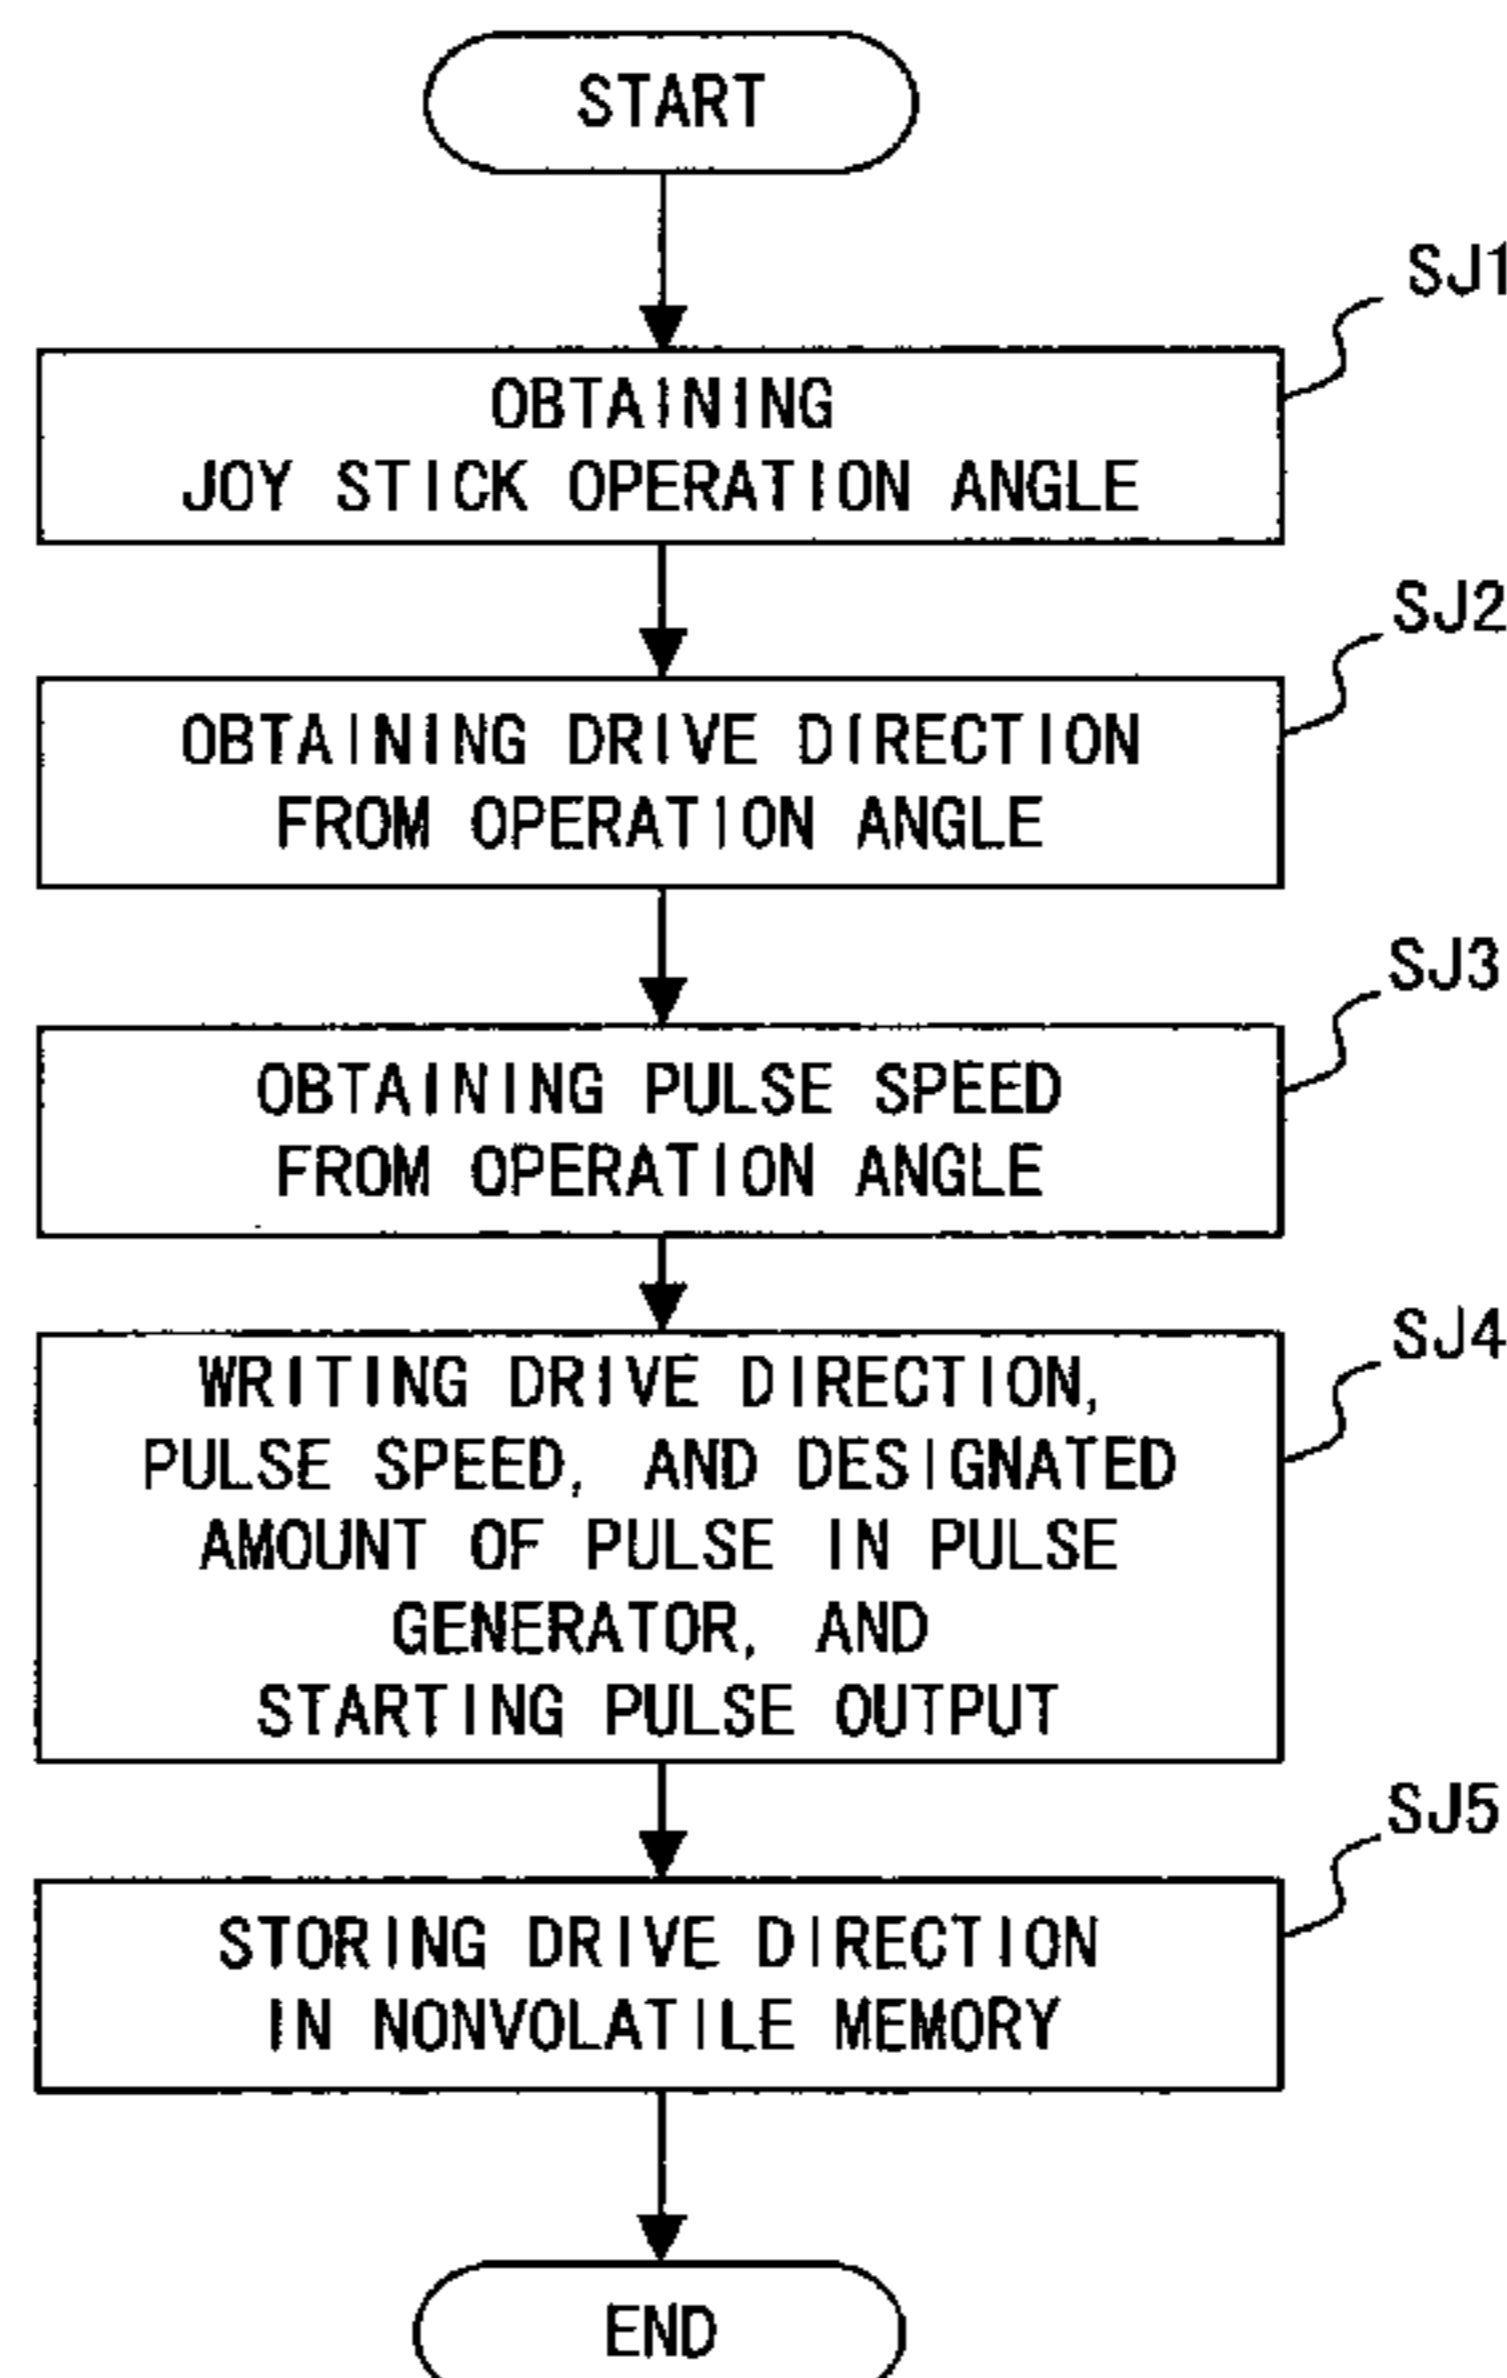 START
SJ1
OBTAINING
JOY STICK OPERATION ANGLE
SJ2
OBTAINING DRIVE DIRECTION
FROM OPERATION ANGLE
SJ3
OBTAINING PULSE SPEED
FROM OPERATION ANGLE
SJ4
WRITING DRIVE DIRECTION,
PULSE SPEED, AND DESIGNATED
AMOUNT OF PULSE IN PULSE
GENERATOR, AND
STARTING PULSE OUTPUT
SJ5
STORING DRIVE DIRECTION
IN NONVOLATILE MEMORY
END